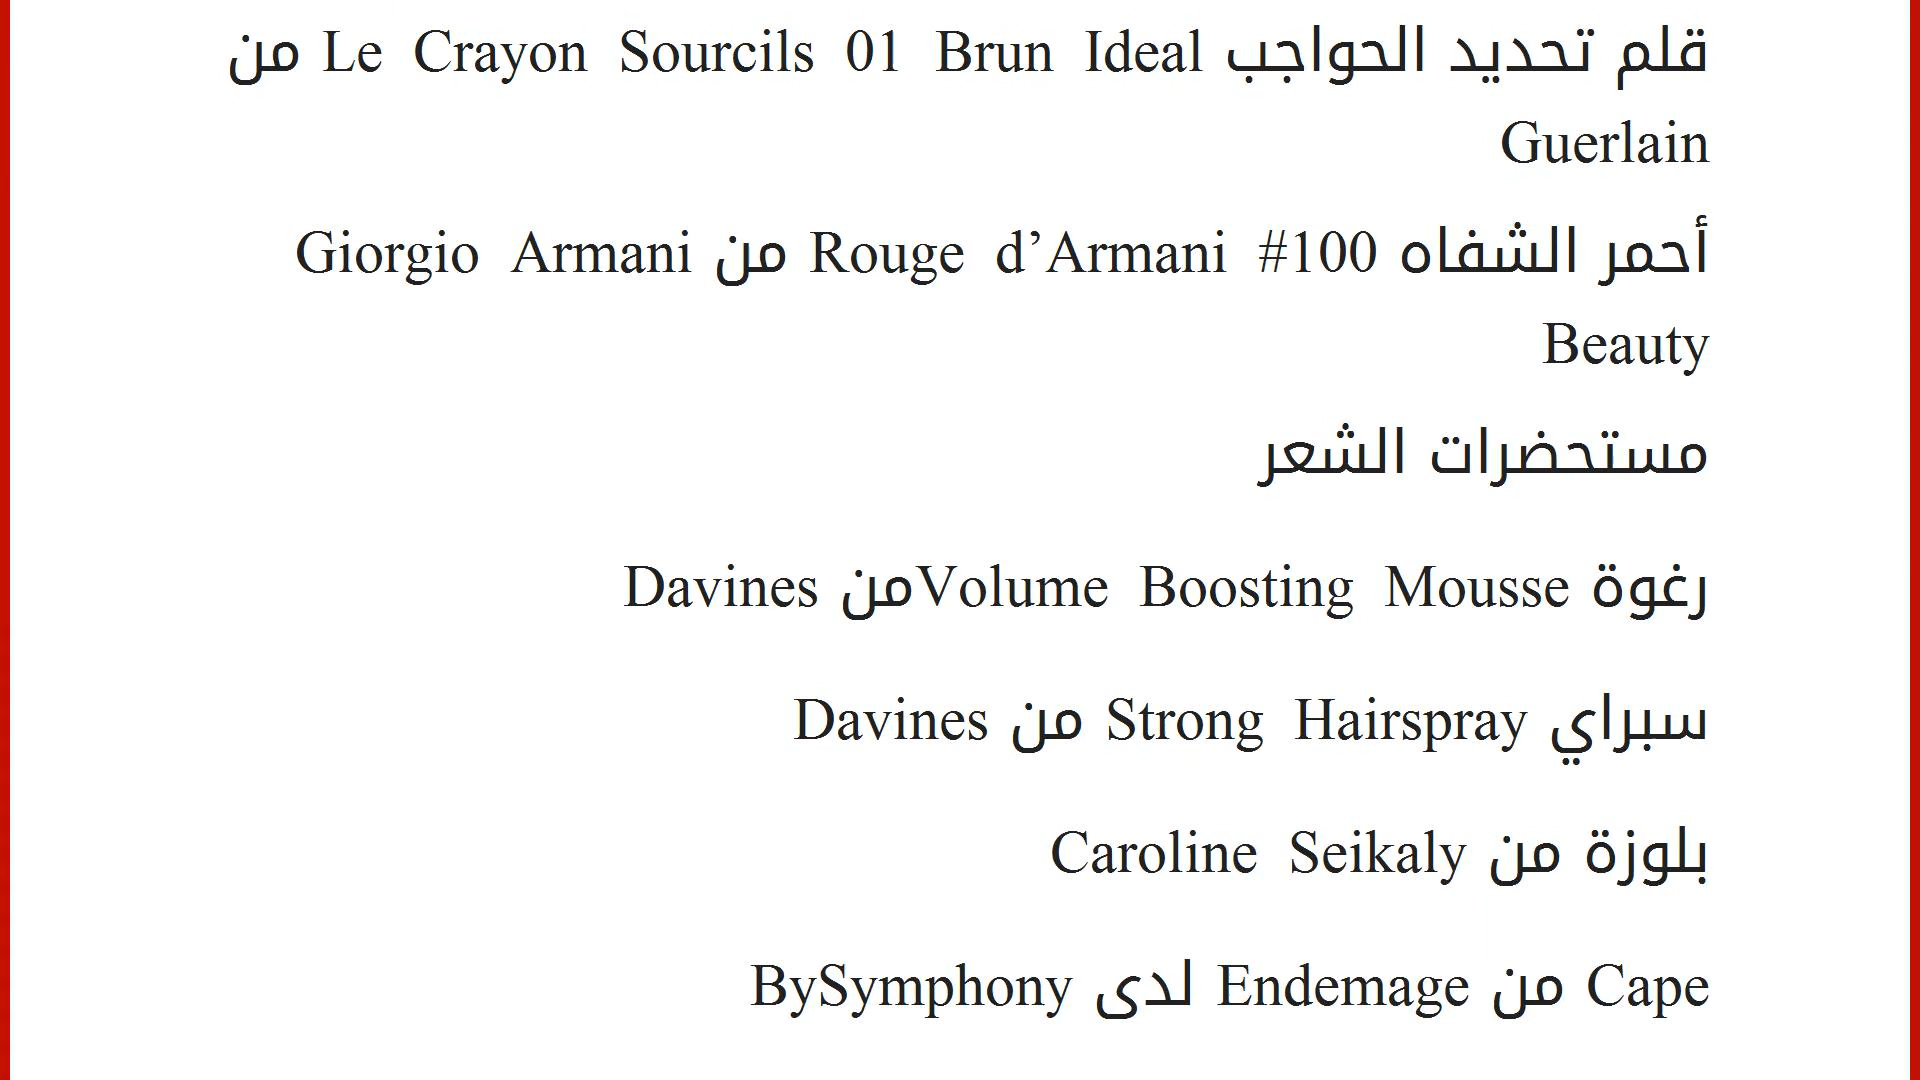 قلم تحديد الحواجب Le Crayon Sourcils 01 Brun Ideal من
Guerlain
أحمر الشفاه Rouge d’Armani #100 من Giorgio Armani
Beauty
مستحضرات الشعر
رغوة Volume Boosting Mousseمن Davines
سبراي Strong Hairspray من Davines
بلوزة من Caroline Seikaly
Cape من Endemage لدى BySymphony